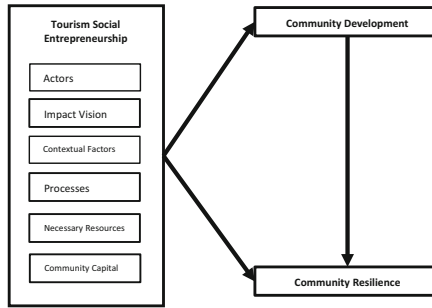 Tourism Social
Entrepreneurship
Actors
Impact Vision
Contextual Factors
Processes
Necessary Resources
Community Capital
Community Development
Community Resilience